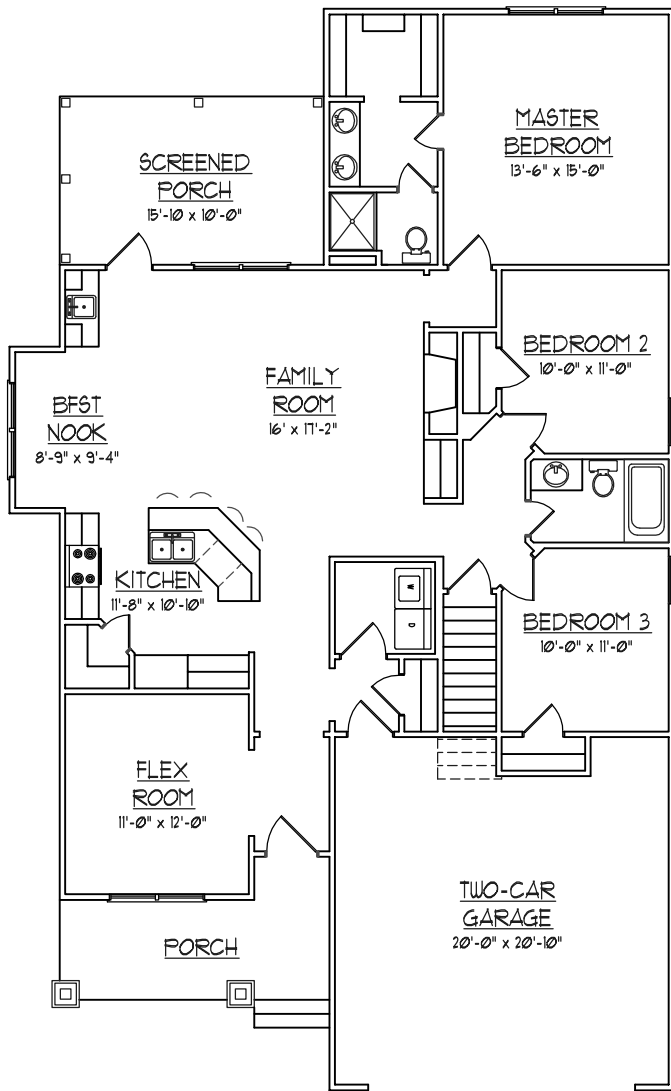 MASTER
BEDROOM
13'-6" x 15'-0"
SCREENED
PORCH
15'-10 x 10'-0"
BEDROOM 2
10'-0" x 11'-0"
FAMILY
ROOM
16' x 17'-2"
BFST
NOOK
8'-9" x 9'-4"
KITCHEN
11'-8" x 10'-10"
W
D
BEDROOM 3
10'-0" x 11'-0"
FLEX
ROOM
11'-0" x 12'-0"
TWO-CAR
GARAGE
20'-0" x 20'-10"
PORCH